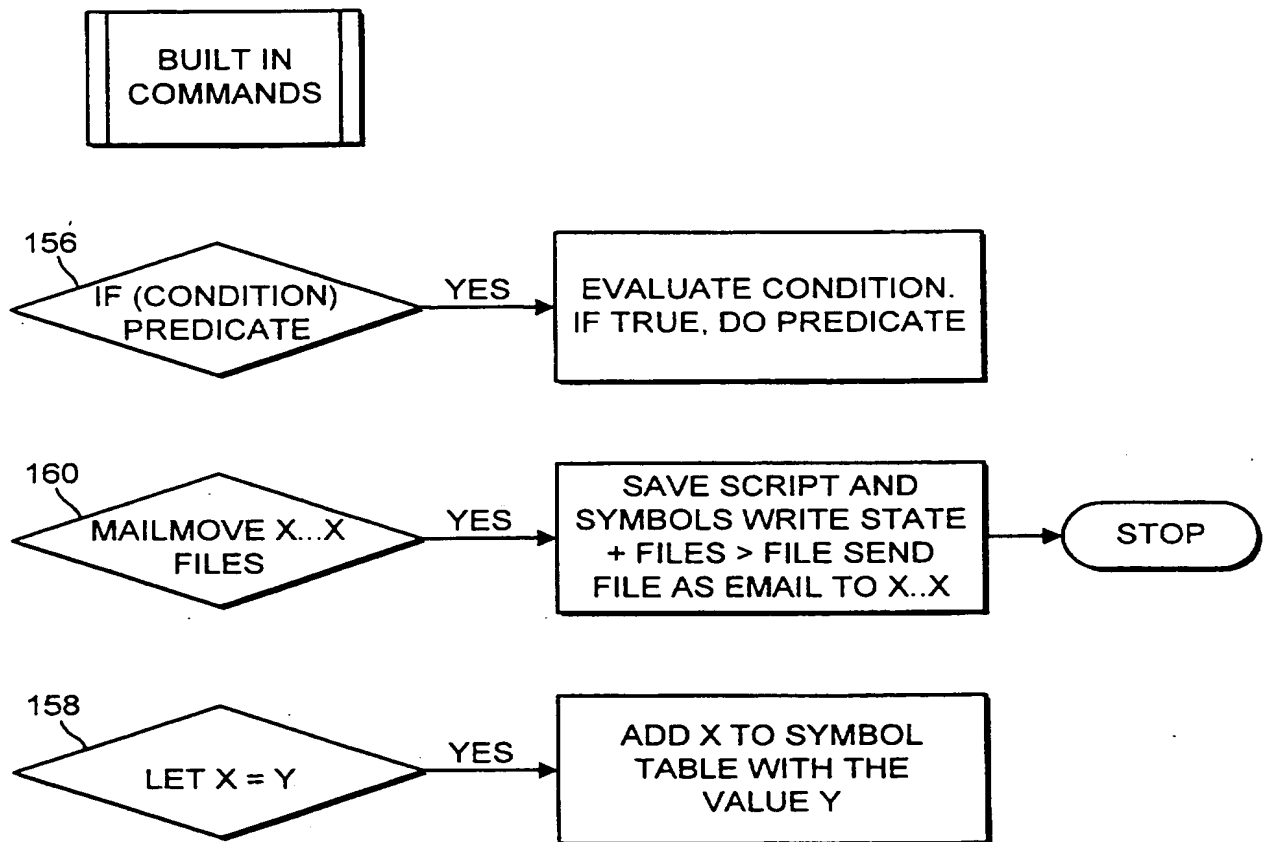 BUILT IN
COMMANDS
156
IF (CONDITION)
PREDICATE
YES
EVALUATE CONDITION.
IF TRUE, DO PREDICATE
160
MAILMOVE X...X
FILES
YES
SAVE SCRIPT AND
SYMBOLS WRITE STATE
+ FILES > FILE SEND
FILE AS EMAIL TO X..X
STOP
158
LET X = Y
YES
ADD X TO SYMBOL
TABLE WITH THE
VALUE Y